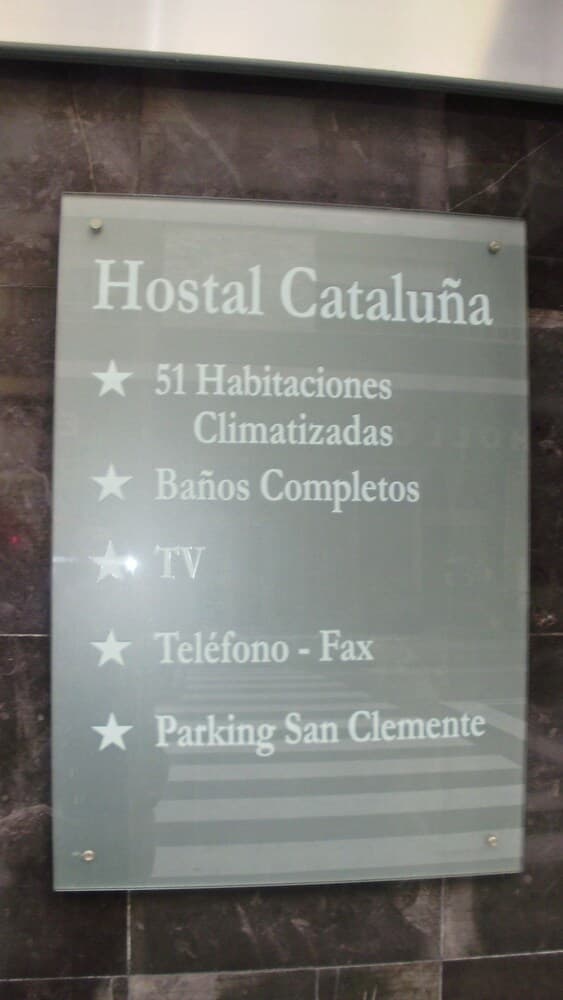 Hostal Cataluña
★ 51 Habitaciones
Climatizadas
★ Baños Completos
★ TV
★ Teléfono - Fax
★ Parking San Clemente